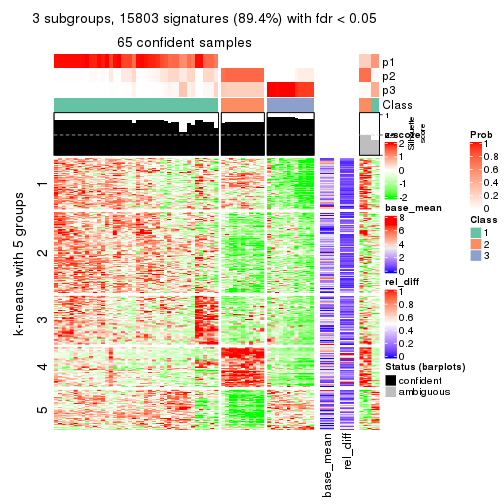 3 subgroups, 15803 signatures (89.4%) with fdr < 0.05
65 confident samples
p1
p2
p3
Class
1
Silhouette
score
k-means with 5 groups
1
2
3
4
5
base_mean
rel_diff
z-score
2
1
0
-1
-2
base_mean
8
6
4
2
0
rel_diff
1
0.8
0.6
0.4
0.2
0
Status (barplots)
confident
ambiguous
Prob
1
0.8
0.6
0.4
0.2
0
Class
1
2
3